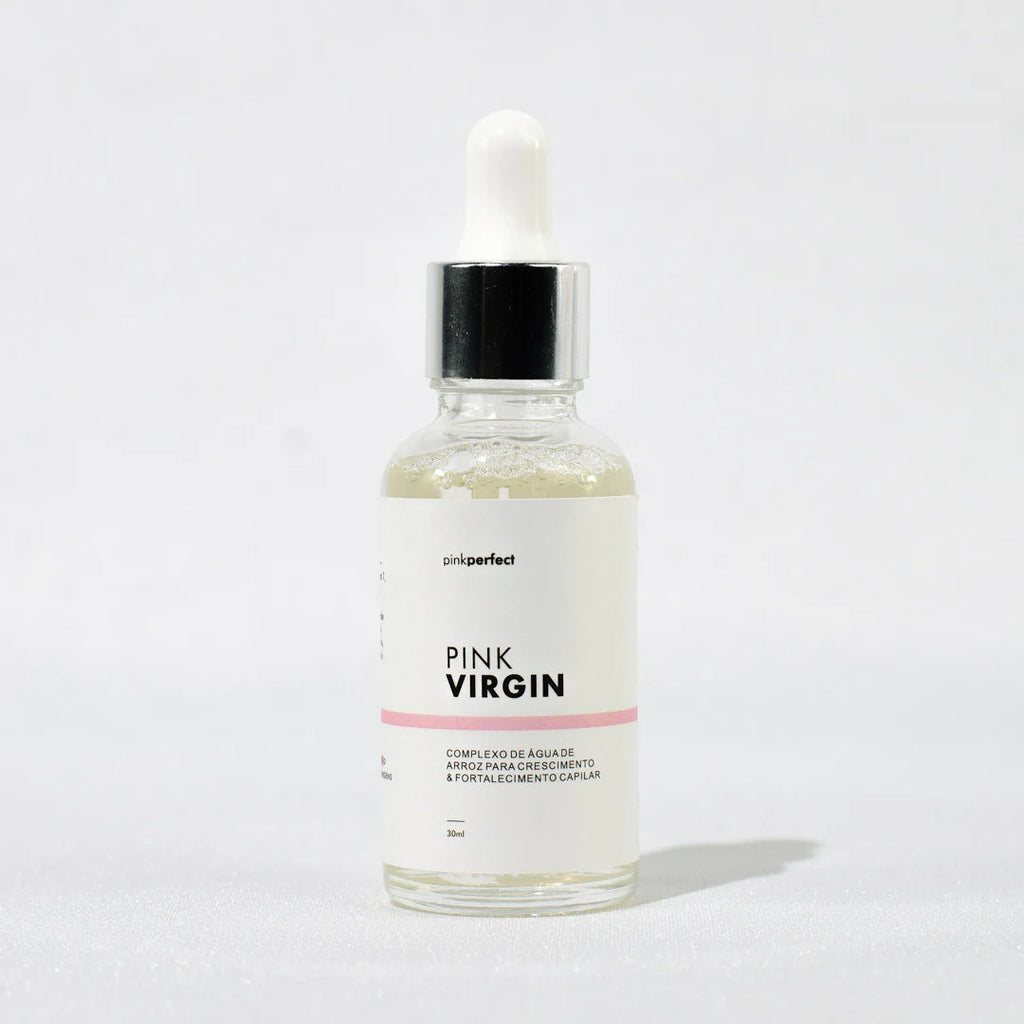 pinkperfect
PINK
VIRGIN
COMPLEXO DE ÁGUA DE
ARROZ PARA CRESCIMENTO
& FORTALECIMENTO CAPILAR
30ml